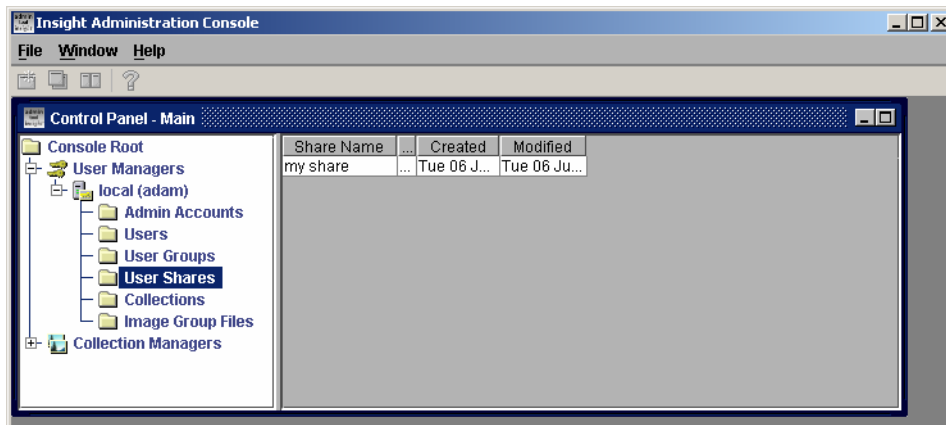 Insight Administration Console
File Window Help
Control Panel - Main
Console Root
User Managers
local (adam)
Admin Accounts
Users
User Groups
User Shares
Collections
Image Group Files
Collection Managers
Share Name ... Created Modified
my share ... Tue 06 J... Tue 06 Ju...